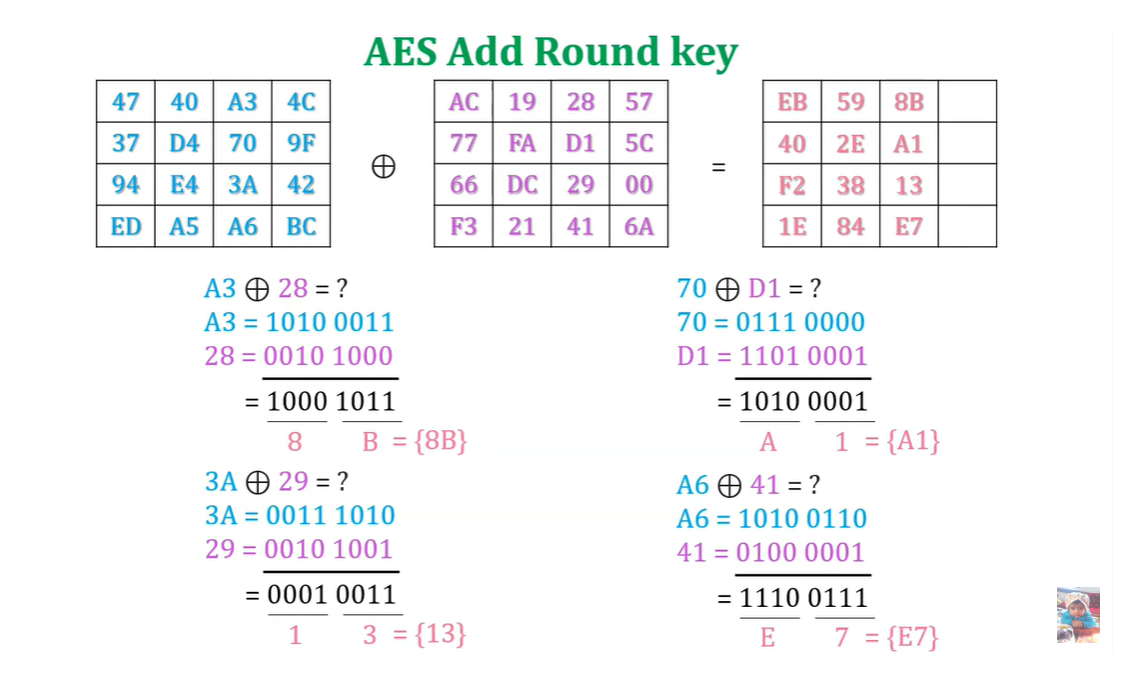 AES Add Round key
47 40 A3 4C ⊕ AC 19 28 57 = EB 59 8B
37 D4 70 9F 77 FA D1 5C 40 2E A1
94 E4 3A 42 66 DC 29 00 F2 38 13
ED A5 A6 BC F3 21 41 6A 1E 84 E7
A3 ⊕ 28 = ?
A3 = 1010 0011
28 = 0010 1000
= 1000 1011
8 B = {8B}
70 ⊕ D1 = ?
70 = 0111 0000
D1 = 1101 0001
= 1010 0001
A 1 = {A1}
3A ⊕ 29 = ?
3A = 0011 1010
29 = 0010 1001
= 0001 0011
1 3 = {13}
A6 ⊕ 41 = ?
A6 = 1010 0110
41 = 0100 0001
= 1110 0111
E 7 = {E7}